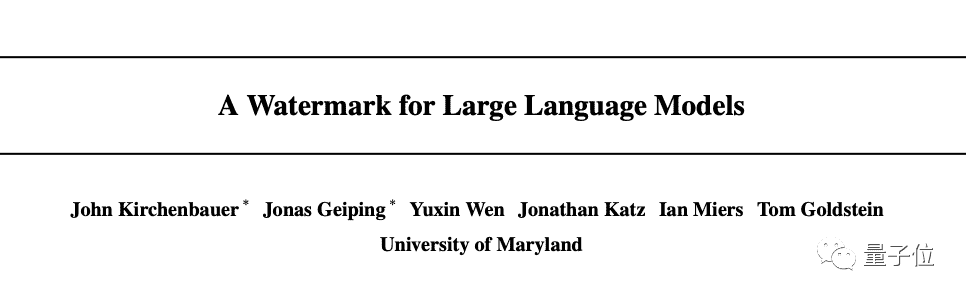 A Watermark for Large Language Models
John Kirchenbauer * Jonas Geiping * Yuxin Wen Jonathan Katz Ian Miers Tom Goldstein
University of Maryland
量子位